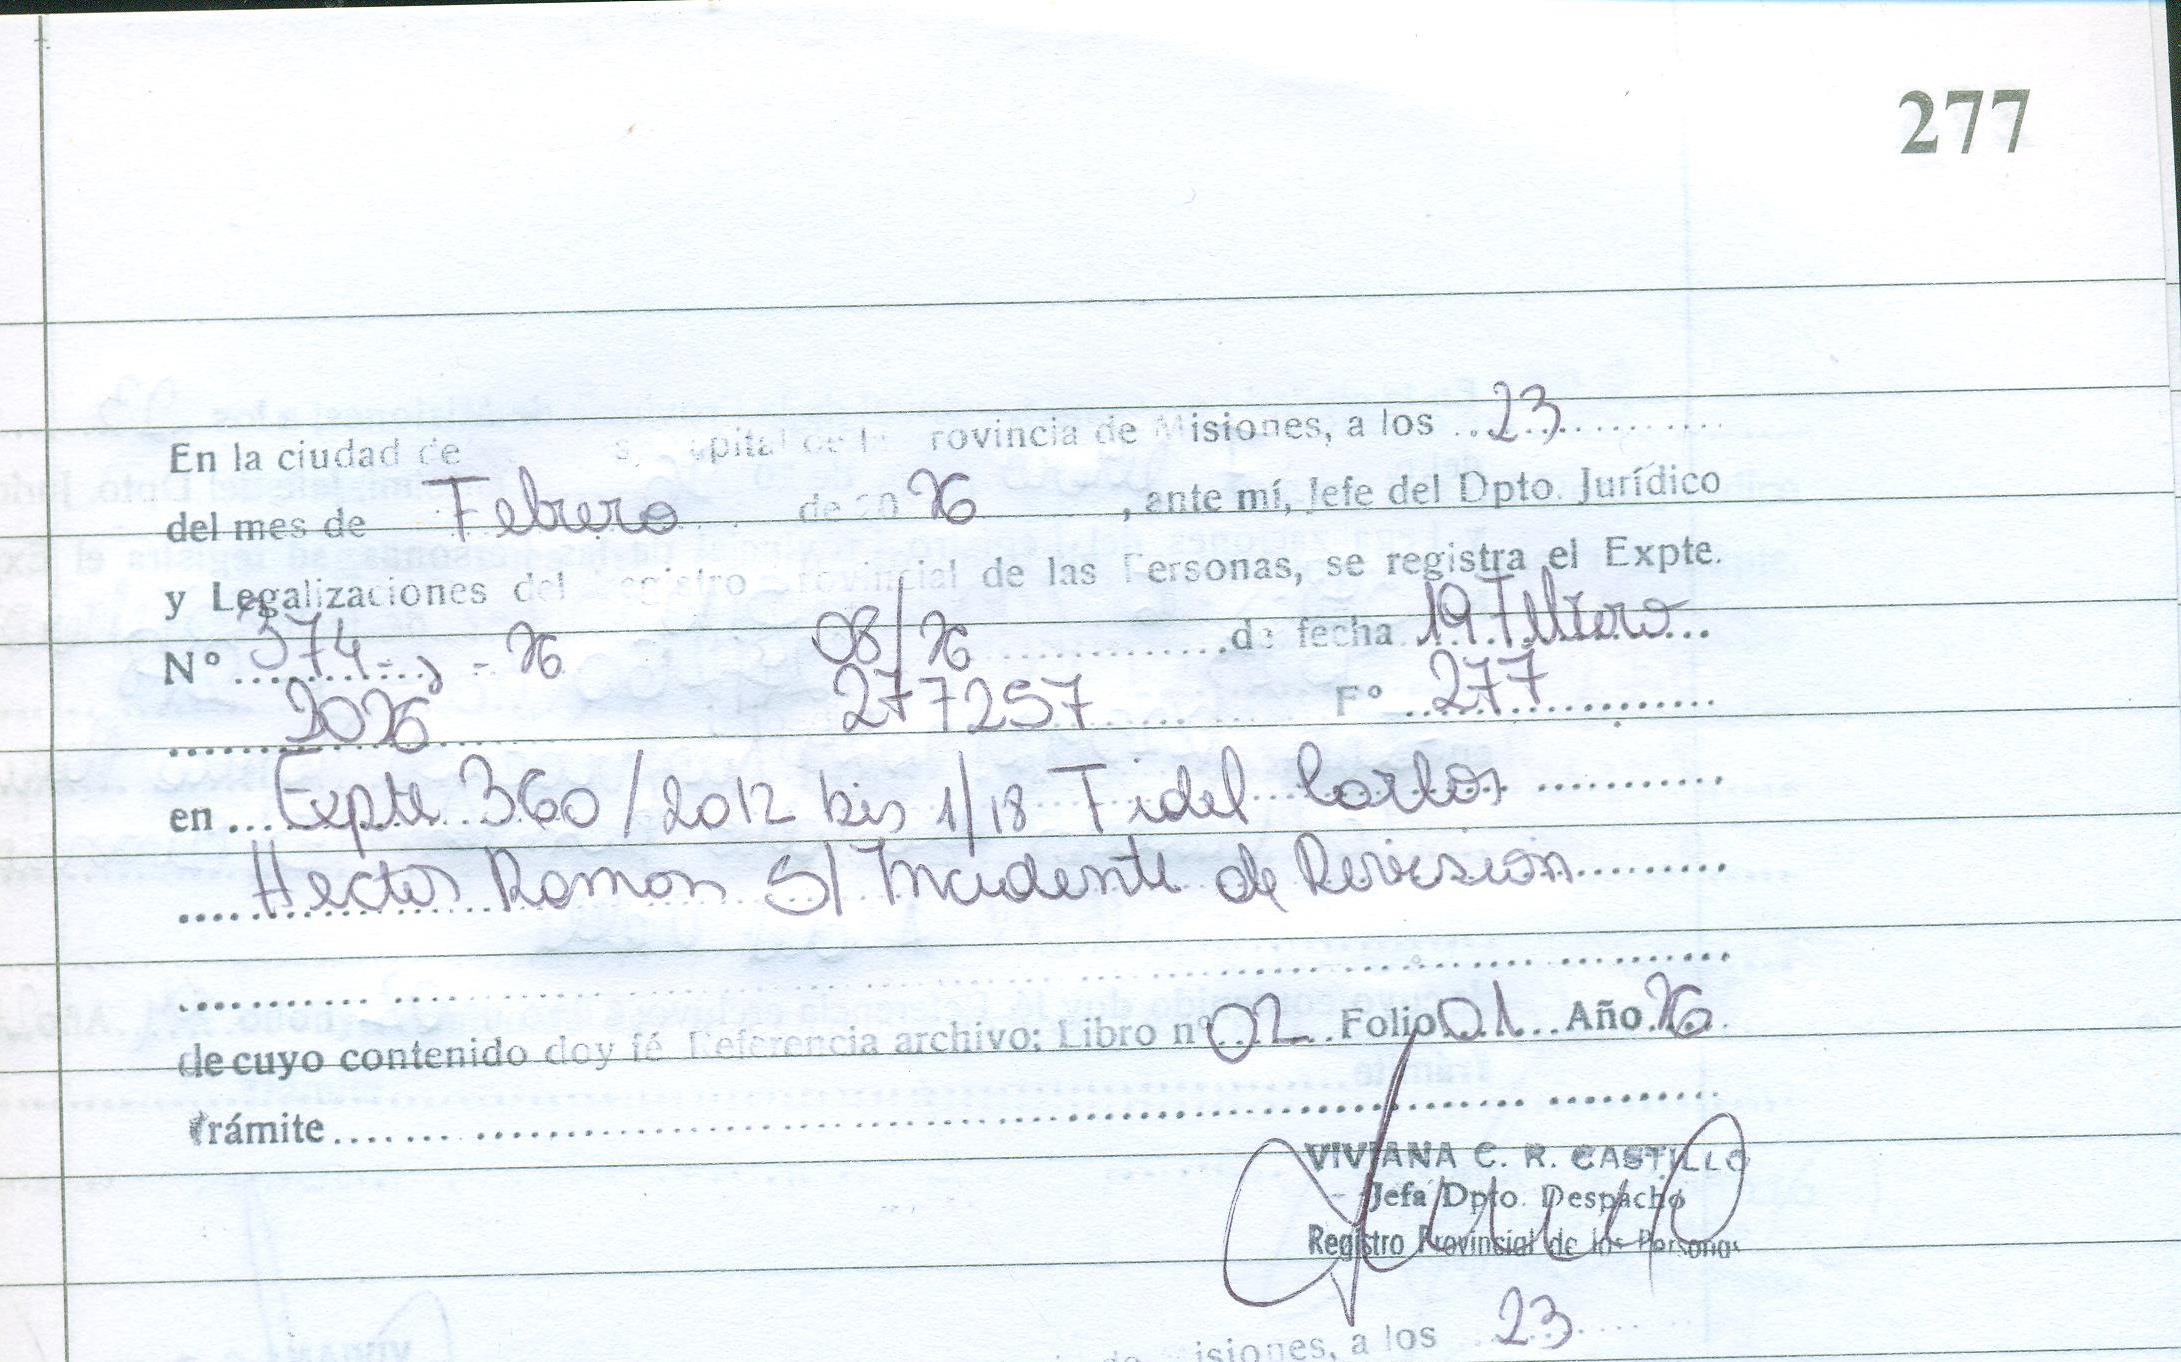 277
En la ciudad de s, capital de la Provincia de Misiones, a los 23
del mes de Febrero de 20 26, ante mí, Jefe del Dpto. Jurídico
y Legalizaciones del Registro Provincial de las Personas, se registra el Expte.
N° 374 - J - 26 08/26 de fecha 19 Febrero
2026 277257 F° 277
en Expte 360/2012 bis 1/18 Fidel Carlos
Hector Ramon S/ Incidente de Revision
de cuyo contenido doy fé Referencia archivo: Libro n° 02 Folio 01 Año 26
Trámite
VIVIANA C. R. CASTILLO
Jefa Dpto. Despacho
Registro Provincial de las Personas
de Misiones, a los 23